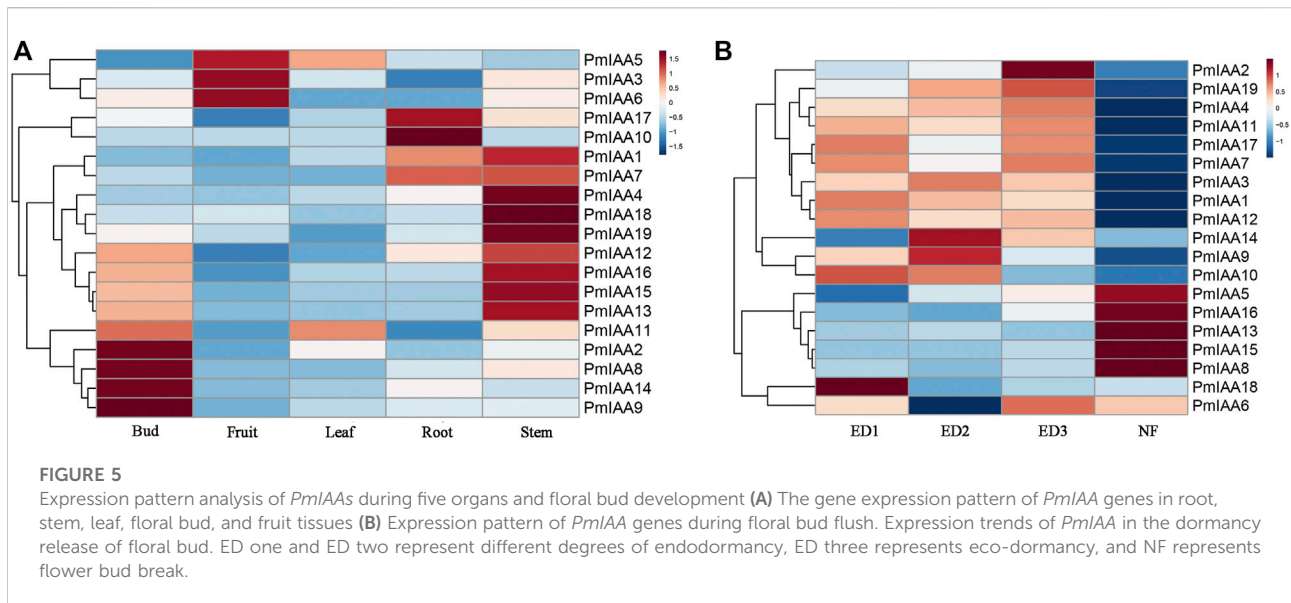 A
PmIAA5
PmIAA3
PmIAA6
PmIAA17
PmIAA10
PmIAA1
PmIAA7
PmIAA4
PmIAA18
PmIAA19
PmIAA12
PmIAA16
PmIAA15
PmIAA13
PmIAA11
PmIAA2
PmIAA8
PmIAA14
PmIAA9
1.5
1
0.5
0
-0.5
-1
-1.5
Bud Fruit Leaf Root Stem
B
PmIAA2
PmIAA19
PmIAA4
PmIAA11
PmIAA17
PmIAA7
PmIAA3
PmIAA1
PmIAA12
PmIAA14
PmIAA9
PmIAA10
PmIAA5
PmIAA16
PmIAA13
PmIAA15
PmIAA8
PmIAA18
PmIAA6
1
0.5
0
-0.5
-1
ED1 ED2 ED3 NF
FIGURE 5
Expression pattern analysis of PmIAAs during five organs and floral bud development (A) The gene expression pattern of PmIAA genes in root,
stem, leaf, floral bud, and fruit tissues (B) Expression pattern of PmIAA genes during floral bud flush. Expression trends of PmIAA in the dormancy
release of floral bud. ED one and ED two represent different degrees of endodormancy, ED three represents eco-dormancy, and NF represents
flower bud break.